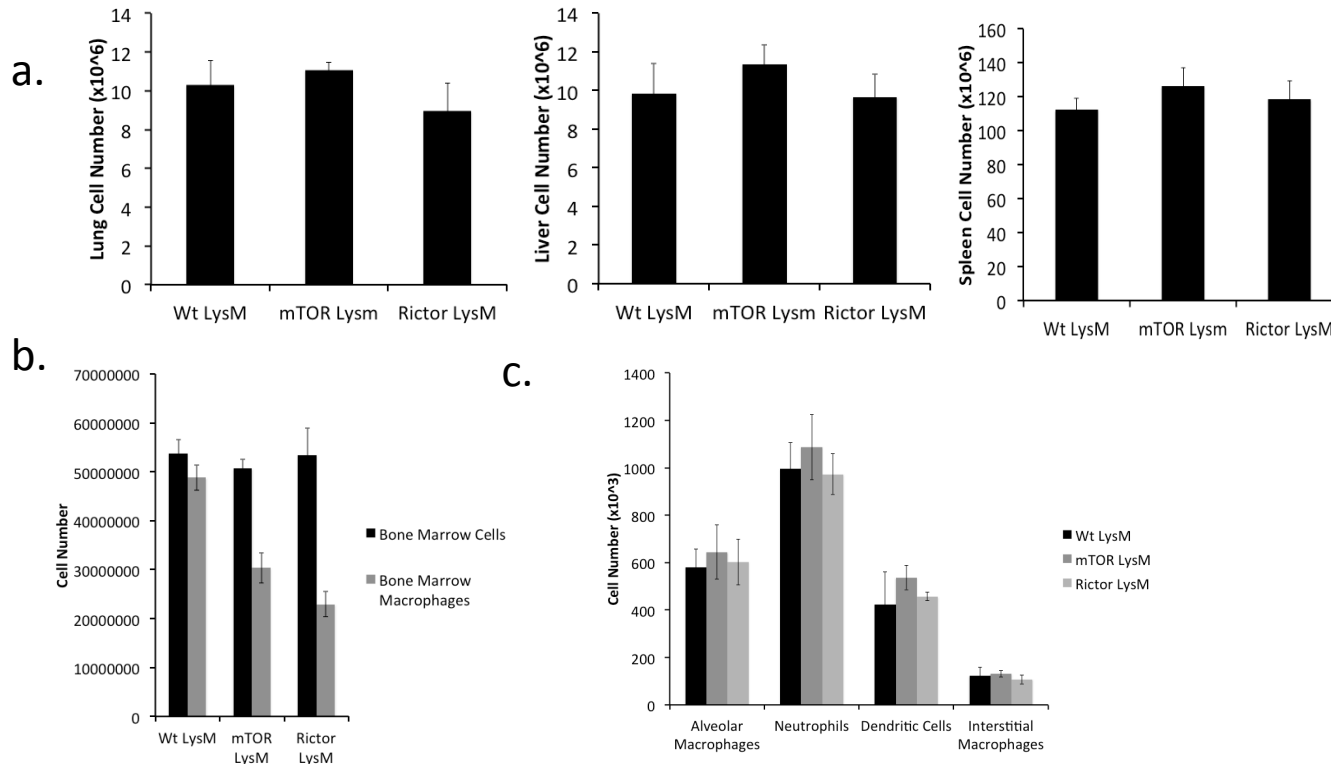 a.
Lung Cell Number (x10^6)
14
12
10
8
6
4
2
0
Wt LysM
mTOR Lysm
Rictor LysM
Liver Cell Number (x10^6)
14
12
10
8
6
4
2
0
Wt LysM
mTOR Lysm
Rictor LysM
Spleen Cell Number (x10^6)
160
140
120
100
80
60
40
20
0
Wt LysM
mTOR Lysm
Rictor LysM
b.
Cell Number
70000000
60000000
50000000
40000000
30000000
20000000
10000000
0
Wt LysM
mTOR
LysM
Rictor
LysM
Bone Marrow Cells
Bone Marrow
Macrophages
c.
Cell Number (x10^3)
1400
1200
1000
800
600
400
200
0
Alveolar
Macrophages
Neutrophils
Dendritic Cells
Interstitial
Macrophages
Wt LysM
mTOR LysM
Rictor LysM